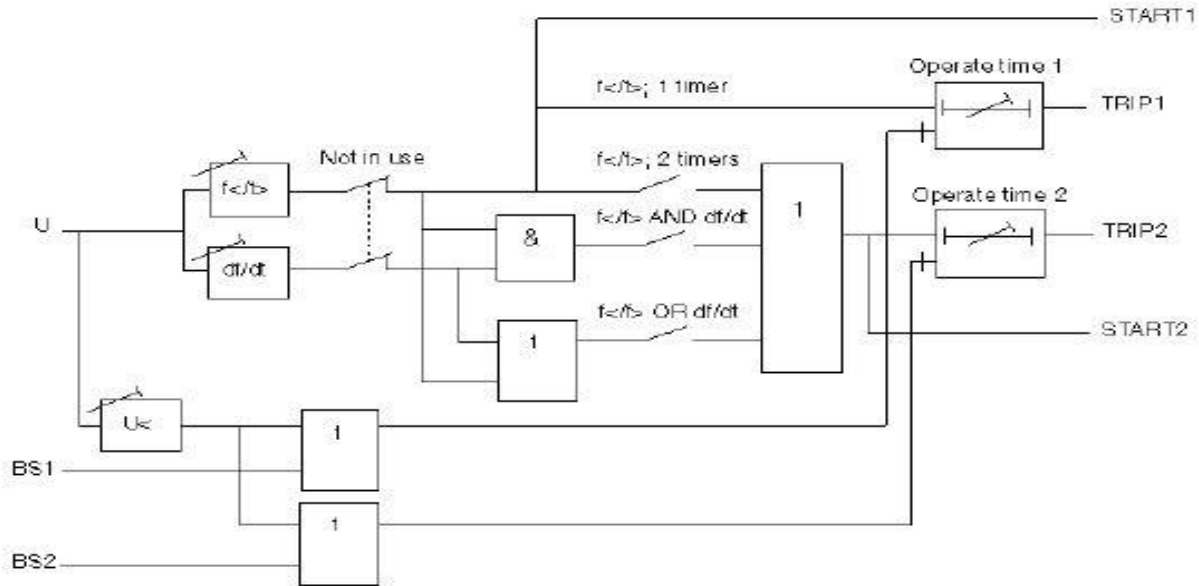 START1
Operate time 1
f</f>; 1 timer
TRIP1
Not in use
f</f>; 2 timers
f</f>
Operate time 2
U
&
f</f> AND df/dt
1
TRIP2
df/dt
f</f> OR df/dt
1
START2
U<
1
BS1
1
BS2